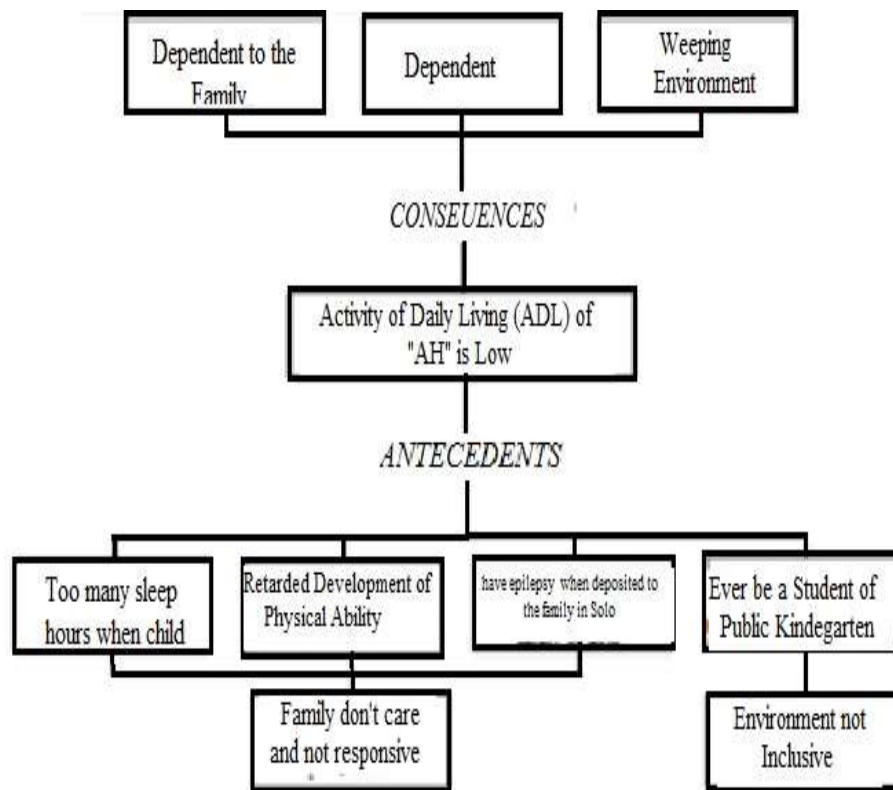 Dependent to the
Family
Dependent
Weeping
Environment
CONSEUENCES
Activity of Daily Living (ADL) of
"AH" is Low
ANTECEDENTS
Too many sleep
hours when child
Retarded Development of
Physical Ability
have epilepsy when deposited to
the family in Solo
Ever be a Student of
Public Kindegarten
Family don't care
and not responsive
Environment not
Inclusive